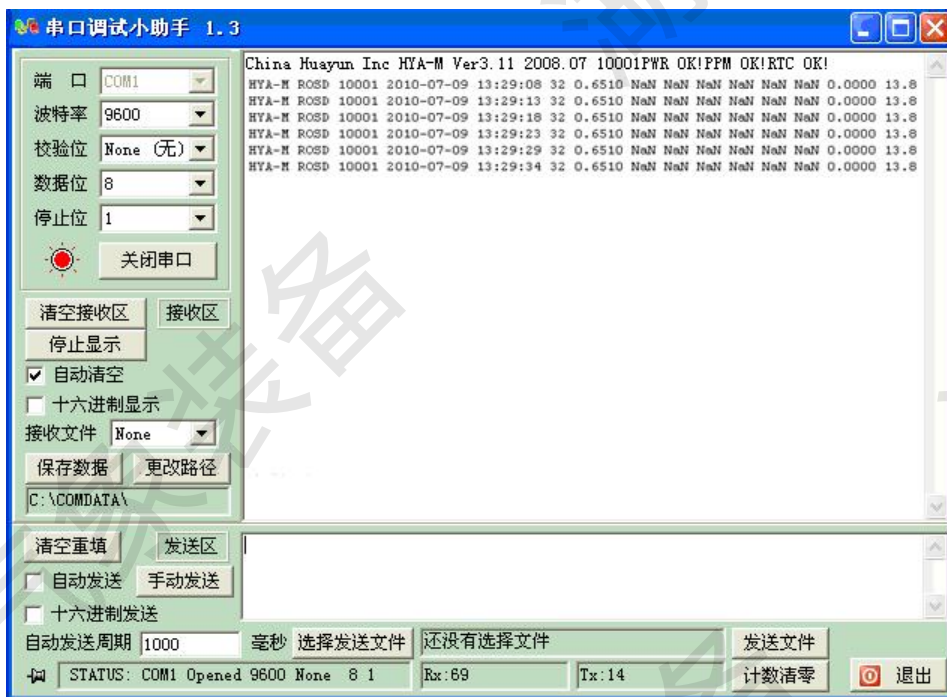 串口调试小助手 1.3
端 口 COM1
波特率 9600
校验位 None (无)
数据位 8
停止位 1
关闭串口
清空接收区 接收区
停止显示
自动清空
十六进制显示
接收文件 None
保存数据 更改路径
C:\COMDATA\
China Huayun Inc HYA-M Ver3.11 2008.07 10001PWR OK!PPM OK!RTC OK!
HYA-M ROSD 10001 2010-07-09 13:29:08 32 0.6510 NaN NaN NaN NaN NaN NaN 0.0000 13.8
HYA-M ROSD 10001 2010-07-09 13:29:13 32 0.6510 NaN NaN NaN NaN NaN NaN 0.0000 13.8
HYA-M ROSD 10001 2010-07-09 13:29:18 32 0.6510 NaN NaN NaN NaN NaN NaN 0.0000 13.8
HYA-M ROSD 10001 2010-07-09 13:29:23 32 0.6510 NaN NaN NaN NaN NaN NaN 0.0000 13.8
HYA-M ROSD 10001 2010-07-09 13:29:29 32 0.6510 NaN NaN NaN NaN NaN NaN 0.0000 13.8
HYA-M ROSD 10001 2010-07-09 13:29:34 32 0.6510 NaN NaN NaN NaN NaN NaN 0.0000 13.8
清空重填 发送区
自动发送 手动发送
十六进制发送
自动发送周期 1000 毫秒 选择发送文件 还没有选择文件 发送文件
STATUS: COM1 Opened 9600 None 8 1 Rx:69 Tx:14 计数清零 退出
象装备